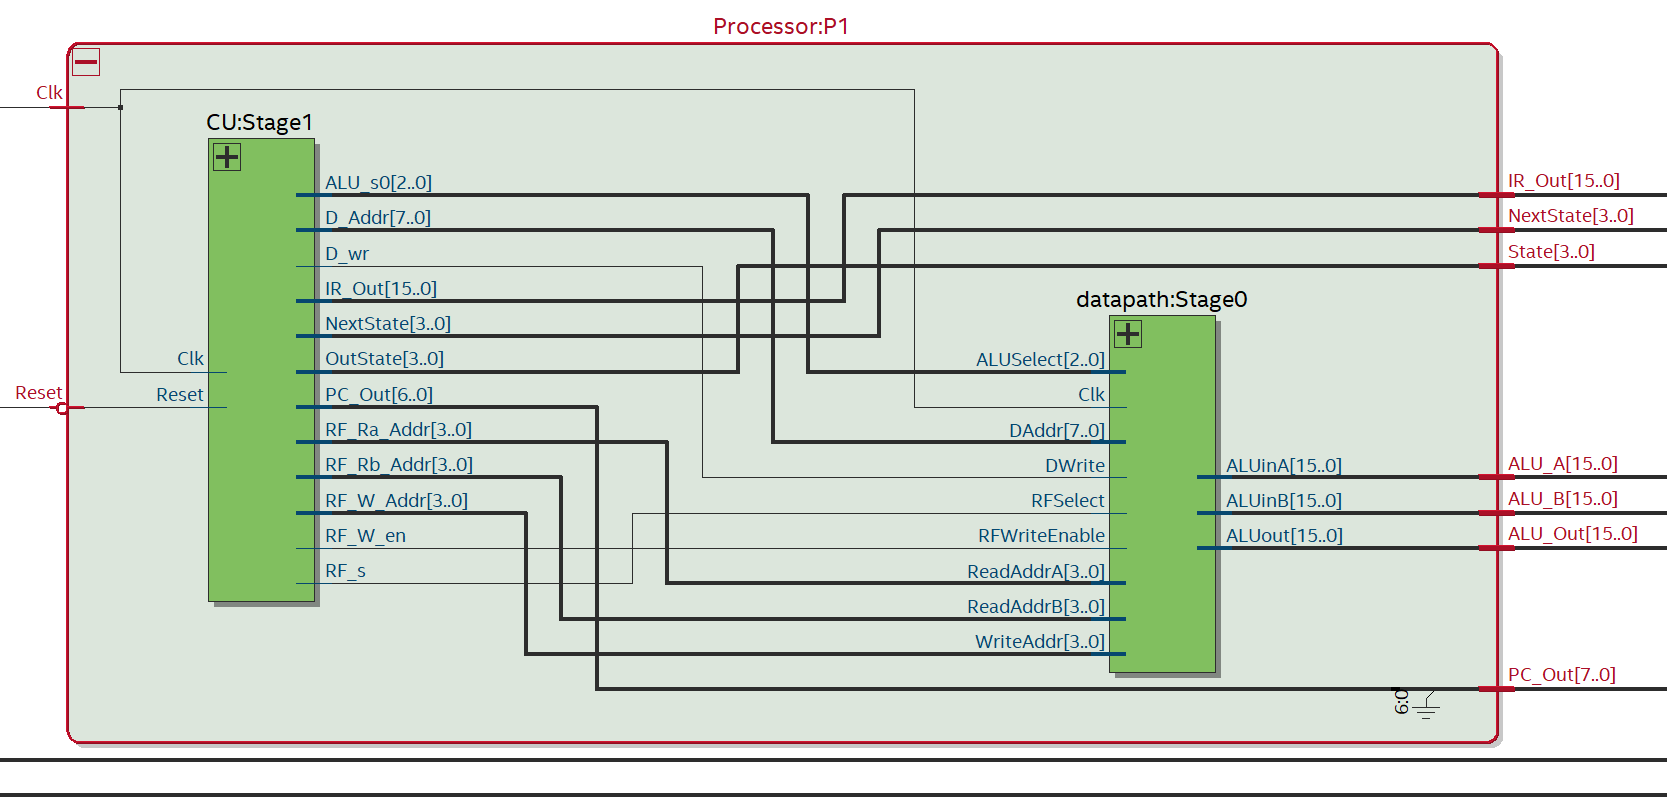 Processor:P1
Clk
CU:Stage1
ALU_s0[2..0]
D_Addr[7..0]
D_wr
IR_Out[15..0]
NextState[3..0]
OutState[3..0]
PC_Out[6..0]
RF_Ra_Addr[3..0]
RF_Rb_Addr[3..0]
RF_W_Addr[3..0]
RF_W_en
RF_s
Clk
Reset
Reset
datapath:Stage0
ALUSelect[2..0]
Clk
DAddr[7..0]
DWrite
RFSelect
RFWriteEnable
ReadAddrA[3..0]
ReadAddrB[3..0]
WriteAddr[3..0]
ALUinA[15..0]
ALUinB[15..0]
ALUout[15..0]
IR_Out[15..0]
NextState[3..0]
State[3..0]
ALU_A[15..0]
ALU_B[15..0]
ALU_Out[15..0]
PC_Out[7..0]
6:0